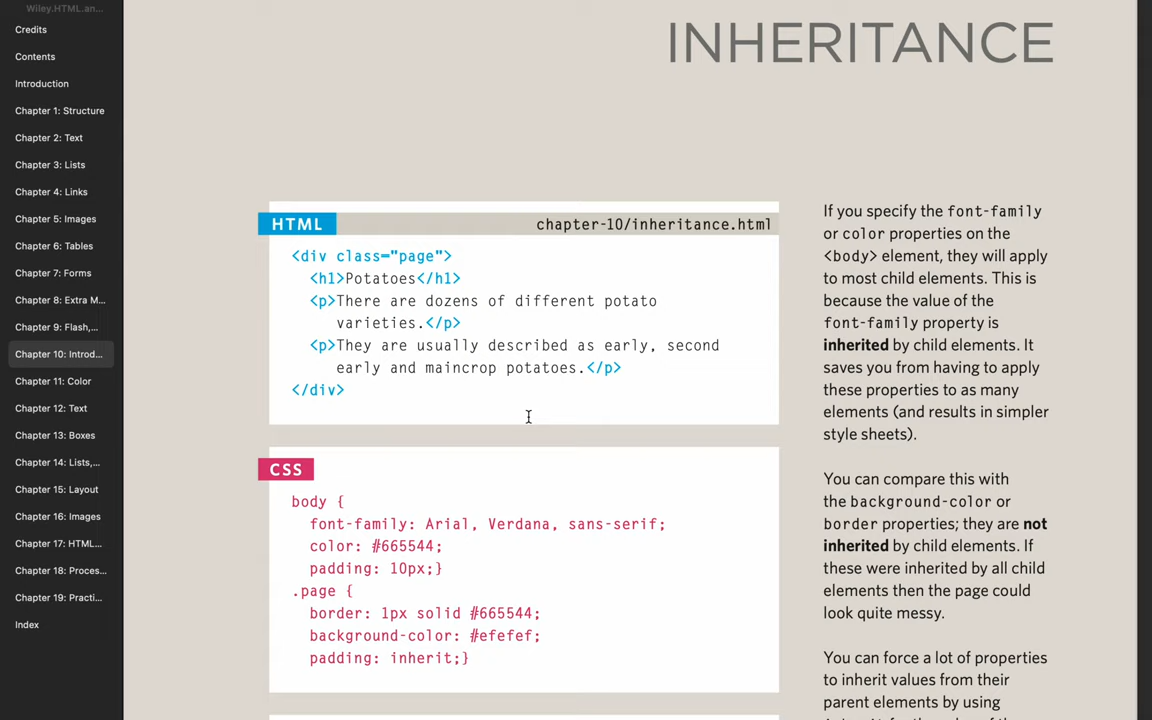 Wiley.HTML.an...
Credits
Contents
Introduction
Chapter 1: Structure
Chapter 2: Text
Chapter 3: Lists
Chapter 4: Links
Chapter 5: Images
Chapter 6: Tables
Chapter 7: Forms
Chapter 8: Extra M...
Chapter 9: Flash,...
Chapter 10: Introd...
Chapter 11: Color
Chapter 12: Text
Chapter 13: Boxes
Chapter 14: Lists,...
Chapter 15: Layout
Chapter 16: Images
Chapter 17: HTML...
Chapter 18: Proces...
Chapter 19: Practi...
Index
INHERITANCE
HTML chapter-10/inheritance.html
<div class="page">
<h1>Potatoes</h1>
<p>There are dozens of different potato
varieties.</p>
<p>They are usually described as early, second
early and maincrop potatoes.</p>
</div>
CSS
body {
font-family: Arial, Verdana, sans-serif;
color: #665544;
padding: 10px;}
.page {
border: 1px solid #665544;
background-color: #efefef;
padding: inherit;}
If you specify the font-family
or color properties on the
<body> element, they will apply
to most child elements. This is
because the value of the
font-family property is
inherited by child elements. It
saves you from having to apply
these properties to as many
elements (and results in simpler
style sheets).
You can compare this with
the background-color or
border properties; they are not
inherited by child elements. If
these were inherited by all child
elements then the page could
look quite messy.
You can force a lot of properties
to inherit values from their
parent elements by using